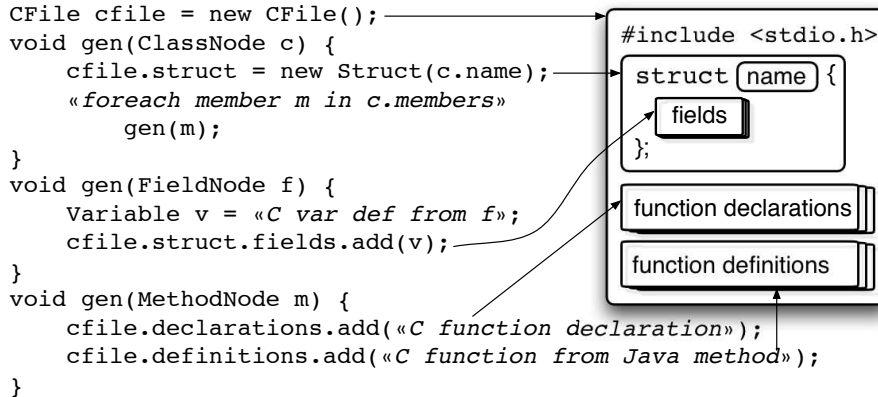 CFile cfile = new CFile();
void gen(ClassNode c) {
cfile.struct = new Struct(c.name);
«foreach member m in c.members»
gen(m);
}
void gen(FieldNode f) {
Variable v = «C var def from f»;
cfile.struct.fields.add(v);
}
void gen(MethodNode m) {
cfile.declarations.add(«C function declaration»);
cfile.definitions.add(«C function from Java method»);
}
#include <stdio.h>
struct name {
fields
};
function declarations
function definitions